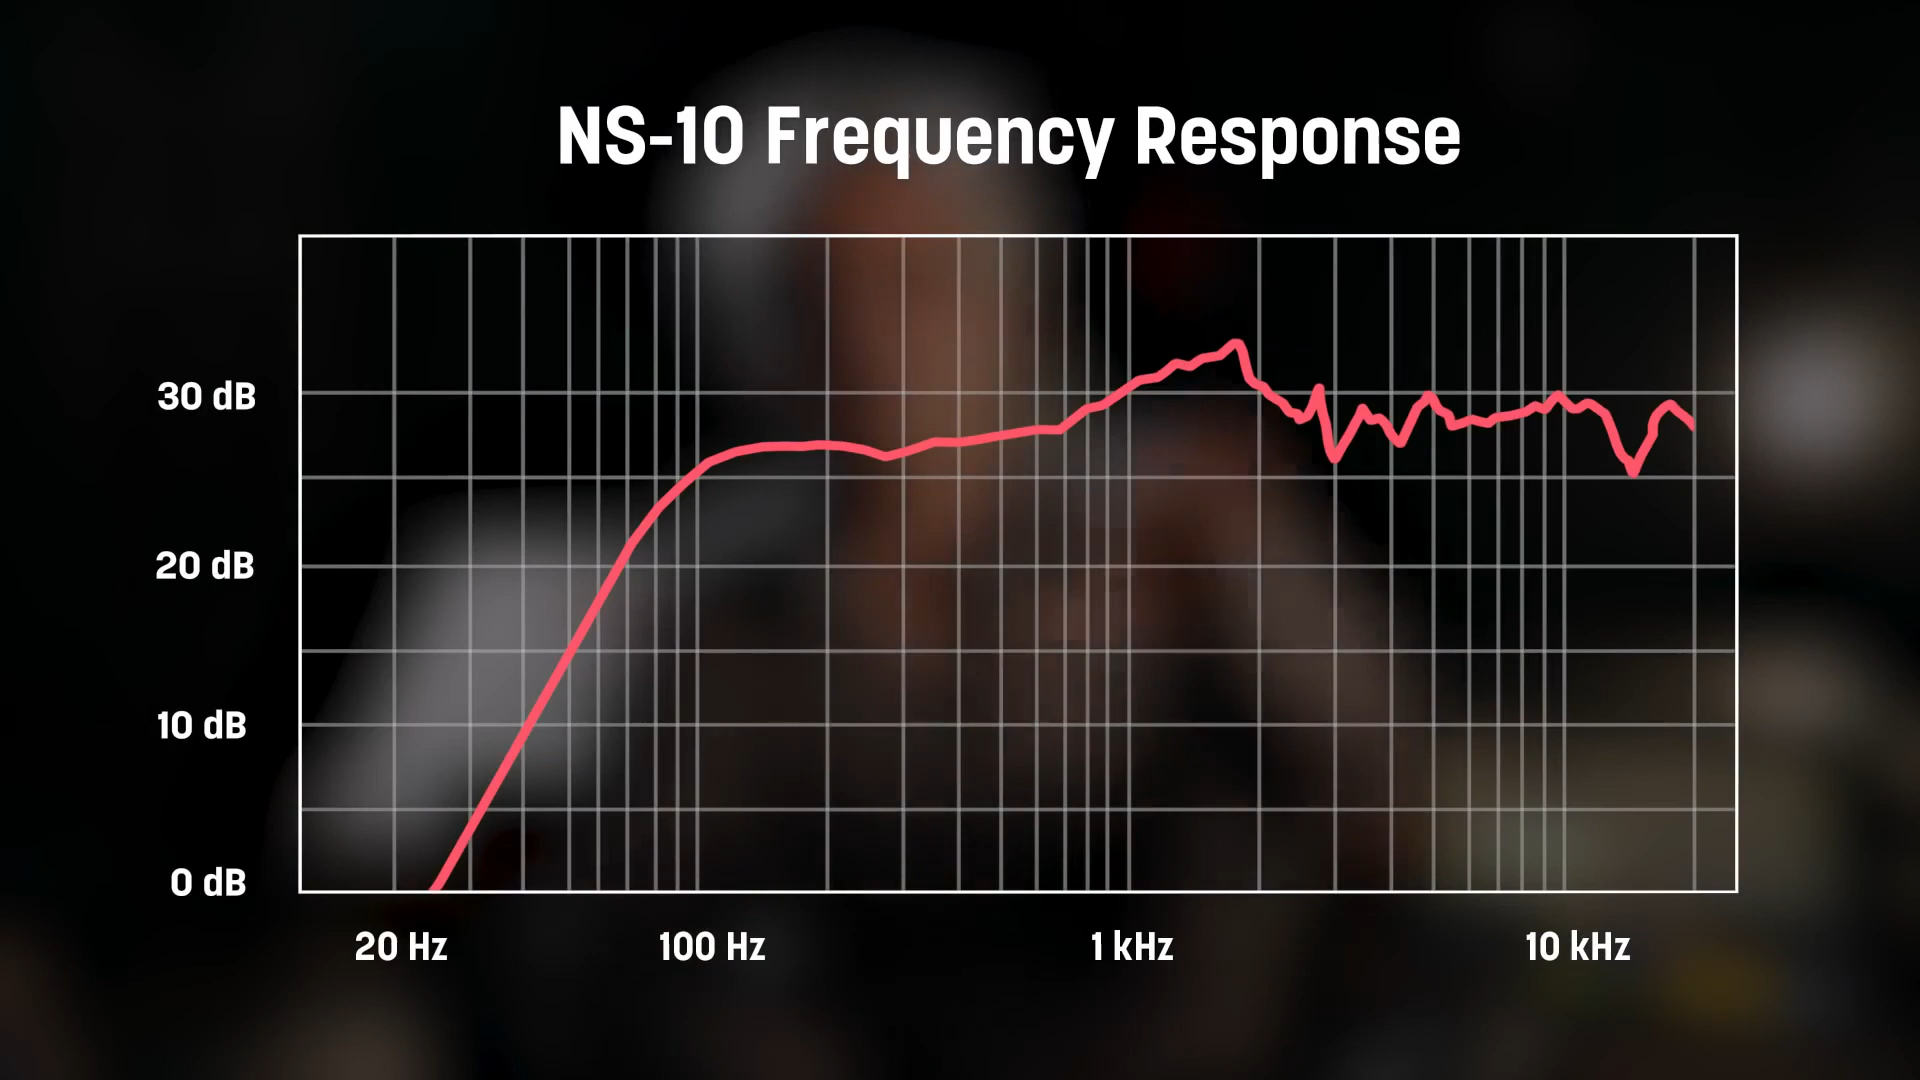 NS-10 Frequency Response
30 dB
20 dB
10 dB
0 dB
20 Hz 100 Hz 1 kHz 10 kHz